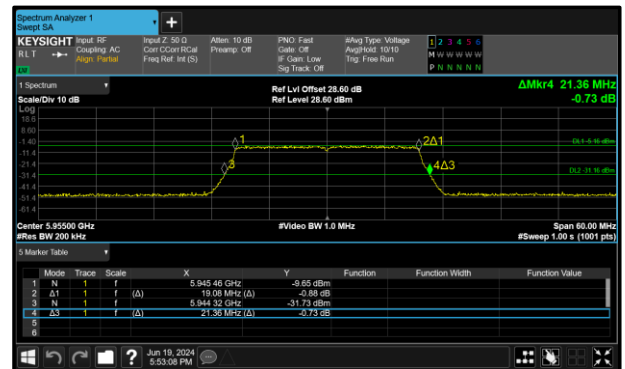 Spectrum Analyzer 1
Swept SA
+
KEYSIGHT Input: RF Input Z: 50 Ω Atten: 10 dB PNO: Fast #Avg Type: Voltage 1 2 3 4 5 6
RLT Coupling: AC Corr CCorr RCal Preamp: Off Gate: Off Avg|Hold: 10/10 M W W W W W
Align: Partial Freq Ref: Int (S) IF Gain: Low Trig: Free Run
Sig Track: Off P N N N N N
LW
1 Spectrum Ref Lvl Offset 28.60 dB ΔMkr4 21.36 MHz
Scale/Div 10 dB Ref Level 28.60 dBm -0.73 dB
Log
18.6
8.60
-1.40 1 2Δ1 DL1 -5.16 dBm
-11.4
-21.4 3 4Δ3
-31.4 DL2 -31.16 dBm
-41.4
-51.4
-61.4
Center 5.95500 GHz #Video BW 1.0 MHz Span 60.00 MHz
#Res BW 200 kHz #Sweep 1.00 s (1001 pts)
5 Marker Table
Mode Trace Scale X Y Function Function Width Function Value
1 N 1 f 5.945 46 GHz -9.65 dBm
2 Δ1 1 f (Δ) 19.08 MHz (Δ) -0.88 dB
3 N 1 f 5.944 32 GHz -31.73 dBm
4 Δ3 1 f (Δ) 21.36 MHz (Δ) -0.73 dB
5
6
? Jun 19, 2024
5:53:08 PM